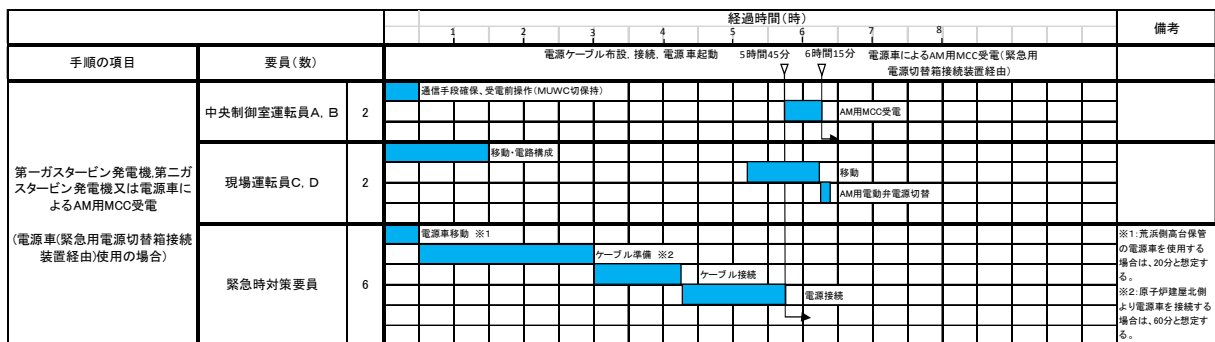 経過時間(時)
備考
1 2 3 4 5 6 7 8
手順の項目
要員(数)
電源ケーブル布設, 接続, 電源車起動
5時間45分
6時間15分
電源車によるAM用MCC受電(緊急用
電源切替箱接続装置経由)
第一ガスタービン発電機,第二ガ
スタービン発電機又は電源車に
よるAM用MCC受電
(電源車(緊急用電源切替箱接続
装置経由)使用の場合)
中央制御室運転員A, B
2
通信手段確保、受電前操作(MUWC切保持)
AM用MCC受電
現場運転員C, D
2
移動・電路構成
移動
AM用電動弁電源切替
緊急時対策要員
6
電源車移動 ※1
ケーブル準備 ※2
ケーブル接続
電源接続
※1:荒浜側高台保管
の電源車を使用する
場合は、20分と想定す
る。
※2:原子炉建屋北側
より電源車を接続する
場合は、60分と想定す
る。